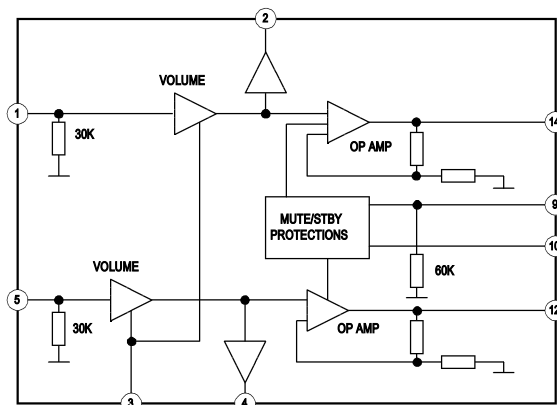 2
VOLUME
1
30K
OP AMP
14
9
MUTE/STBY
PROTECTIONS
10
60K
VOLUME
5
30K
OP AMP
12
3
4